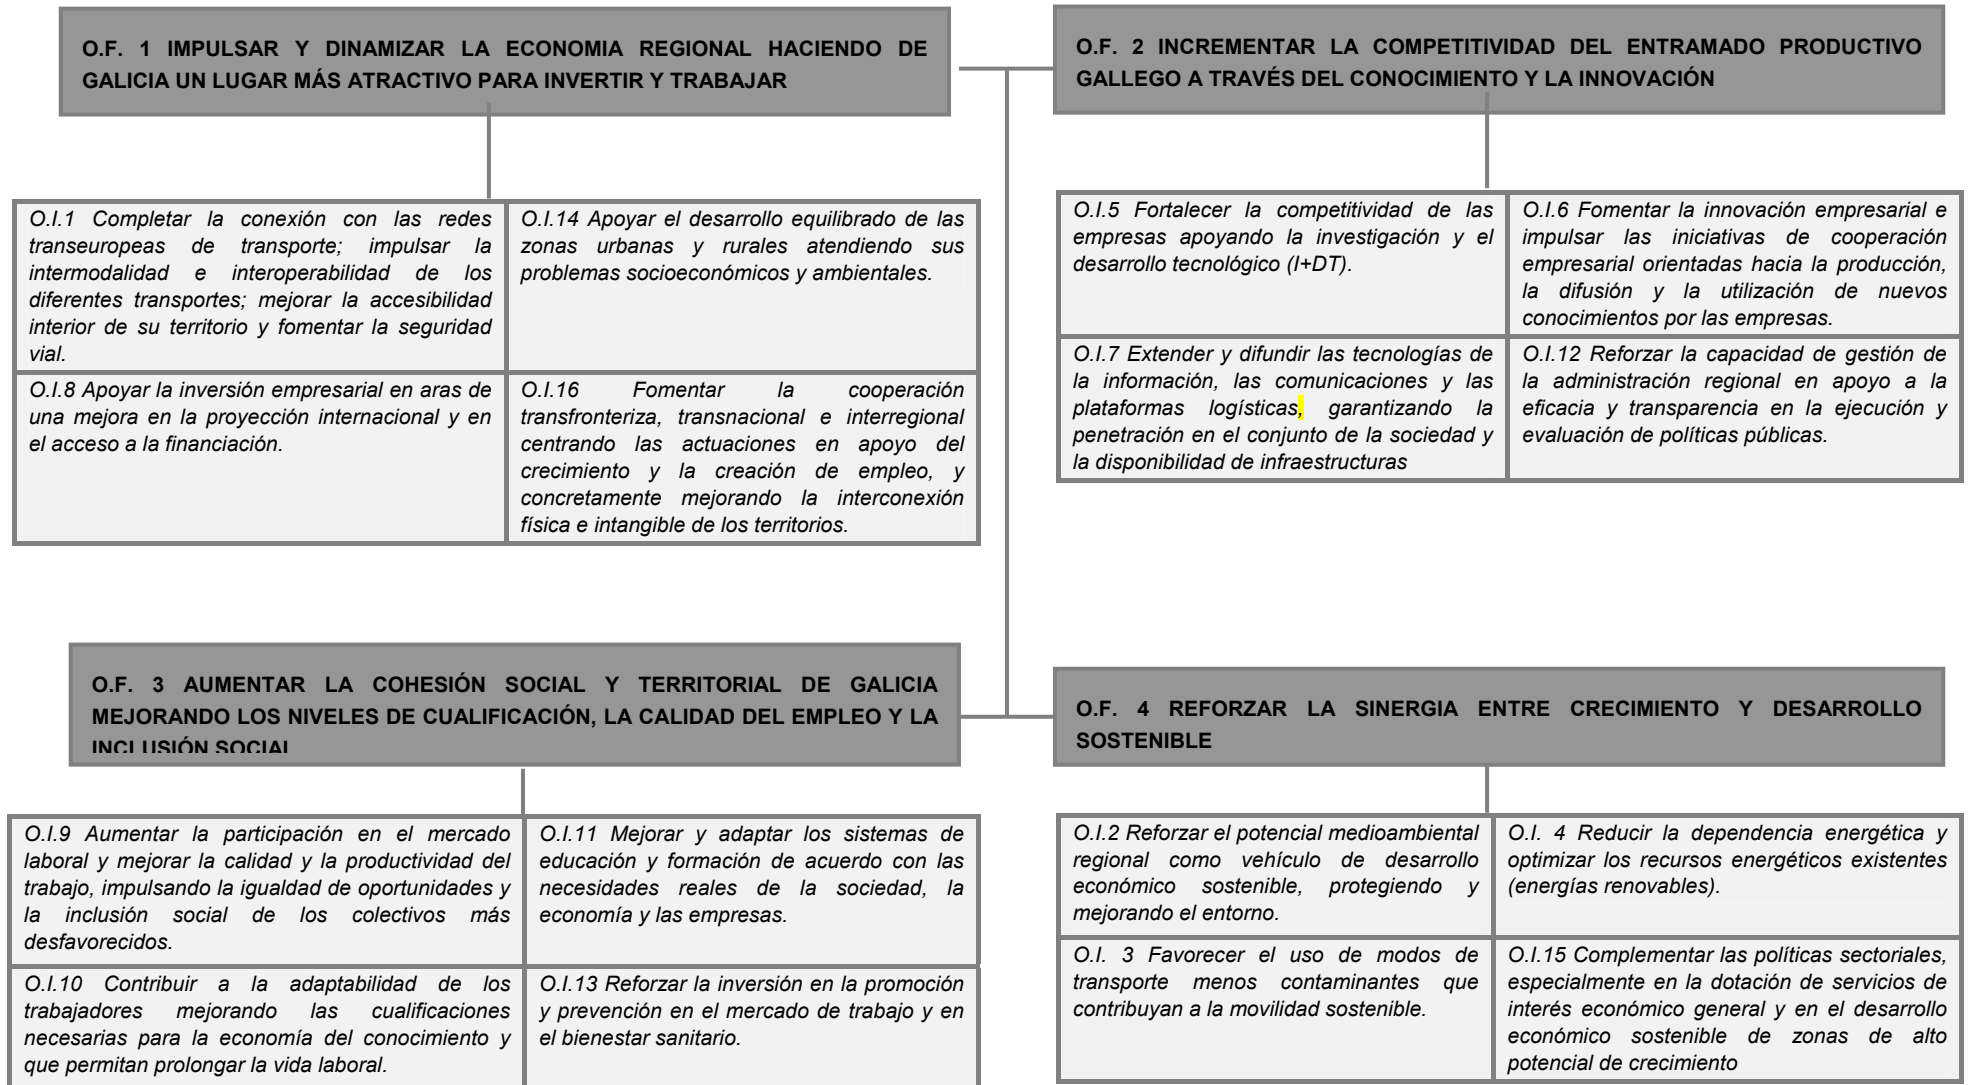 O.F. 1 IMPULSAR Y DINAMIZAR LA ECONOMIA REGIONAL HACIENDO DE
GALICIA UN LUGAR MÁS ATRACTIVO PARA INVERTIR Y TRABAJAR
O.F. 2 INCREMENTAR LA COMPETITIVIDAD DEL ENTRAMADO PRODUCTIVO
GALLEGO A TRAVÉS DEL CONOCIMIENTO Y LA INNOVACIÓN
O.I.1 Completar la conexión con las redes
transeuropeas de transporte; impulsar la
intermodalidad e interoperabilidad de los
diferentes transportes; mejorar la accesibilidad
interior de su territorio y fomentar la seguridad
vial.
O.I.14 Apoyar el desarrollo equilibrado de las
zonas urbanas y rurales atendiendo sus
problemas socioeconómicos y ambientales.
O.I.8 Apoyar la inversión empresarial en aras de
una mejora en la proyección internacional y en
el acceso a la financiación.
O.I.16 Fomentar la cooperación
transfronteriza, transnacional e interregional
centrando las actuaciones en apoyo del
crecimiento y la creación de empleo, y
concretamente mejorando la interconexión
física e intangible de los territorios.
O.I.5 Fortalecer la competitividad de las
empresas apoyando la investigación y el
desarrollo tecnológico (I+DT).
O.I.6 Fomentar la innovación empresarial e
impulsar las iniciativas de cooperación
empresarial orientadas hacia la producción,
la difusión y la utilización de nuevos
conocimientos por las empresas.
O.I.7 Extender y difundir las tecnologías de
la información, las comunicaciones y las
plataformas logísticas, garantizando la
penetración en el conjunto de la sociedad y
la disponibilidad de infraestructuras
O.I.12 Reforzar la capacidad de gestión de
la administración regional en apoyo a la
eficacia y transparencia en la ejecución y
evaluación de políticas públicas.
O.F. 3 AUMENTAR LA COHESIÓN SOCIAL Y TERRITORIAL DE GALICIA
MEJORANDO LOS NIVELES DE CUALIFICACIÓN, LA CALIDAD DEL EMPLEO Y LA
INCLUSIÓN SOCIAL
O.F. 4 REFORZAR LA SINERGIA ENTRE CRECIMIENTO Y DESARROLLO
SOSTENIBLE
O.I.9 Aumentar la participación en el mercado
laboral y mejorar la calidad y la productividad del
trabajo, impulsando la igualdad de oportunidades y
la inclusión social de los colectivos más
desfavorecidos.
O.I.11 Mejorar y adaptar los sistemas de
educación y formación de acuerdo con las
necesidades reales de la sociedad, la
economía y las empresas.
O.I.10 Contribuir a la adaptabilidad de los
trabajadores mejorando las cualificaciones
necesarias para la economía del conocimiento y
que permitan prolongar la vida laboral.
O.I.13 Reforzar la inversión en la promoción
y prevención en el mercado de trabajo y en
el bienestar sanitario.
O.I.2 Reforzar el potencial medioambiental
regional como vehículo de desarrollo
económico sostenible, protegiendo y
mejorando el entorno.
O.I. 4 Reducir la dependencia energética y
optimizar los recursos energéticos existentes
(energías renovables).
O.I. 3 Favorecer el uso de modos de
transporte menos contaminantes que
contribuyan a la movilidad sostenible.
O.I.15 Complementar las políticas sectoriales,
especialmente en la dotación de servicios de
interés económico general y en el desarrollo
económico sostenible de zonas de alto
potencial de crecimiento